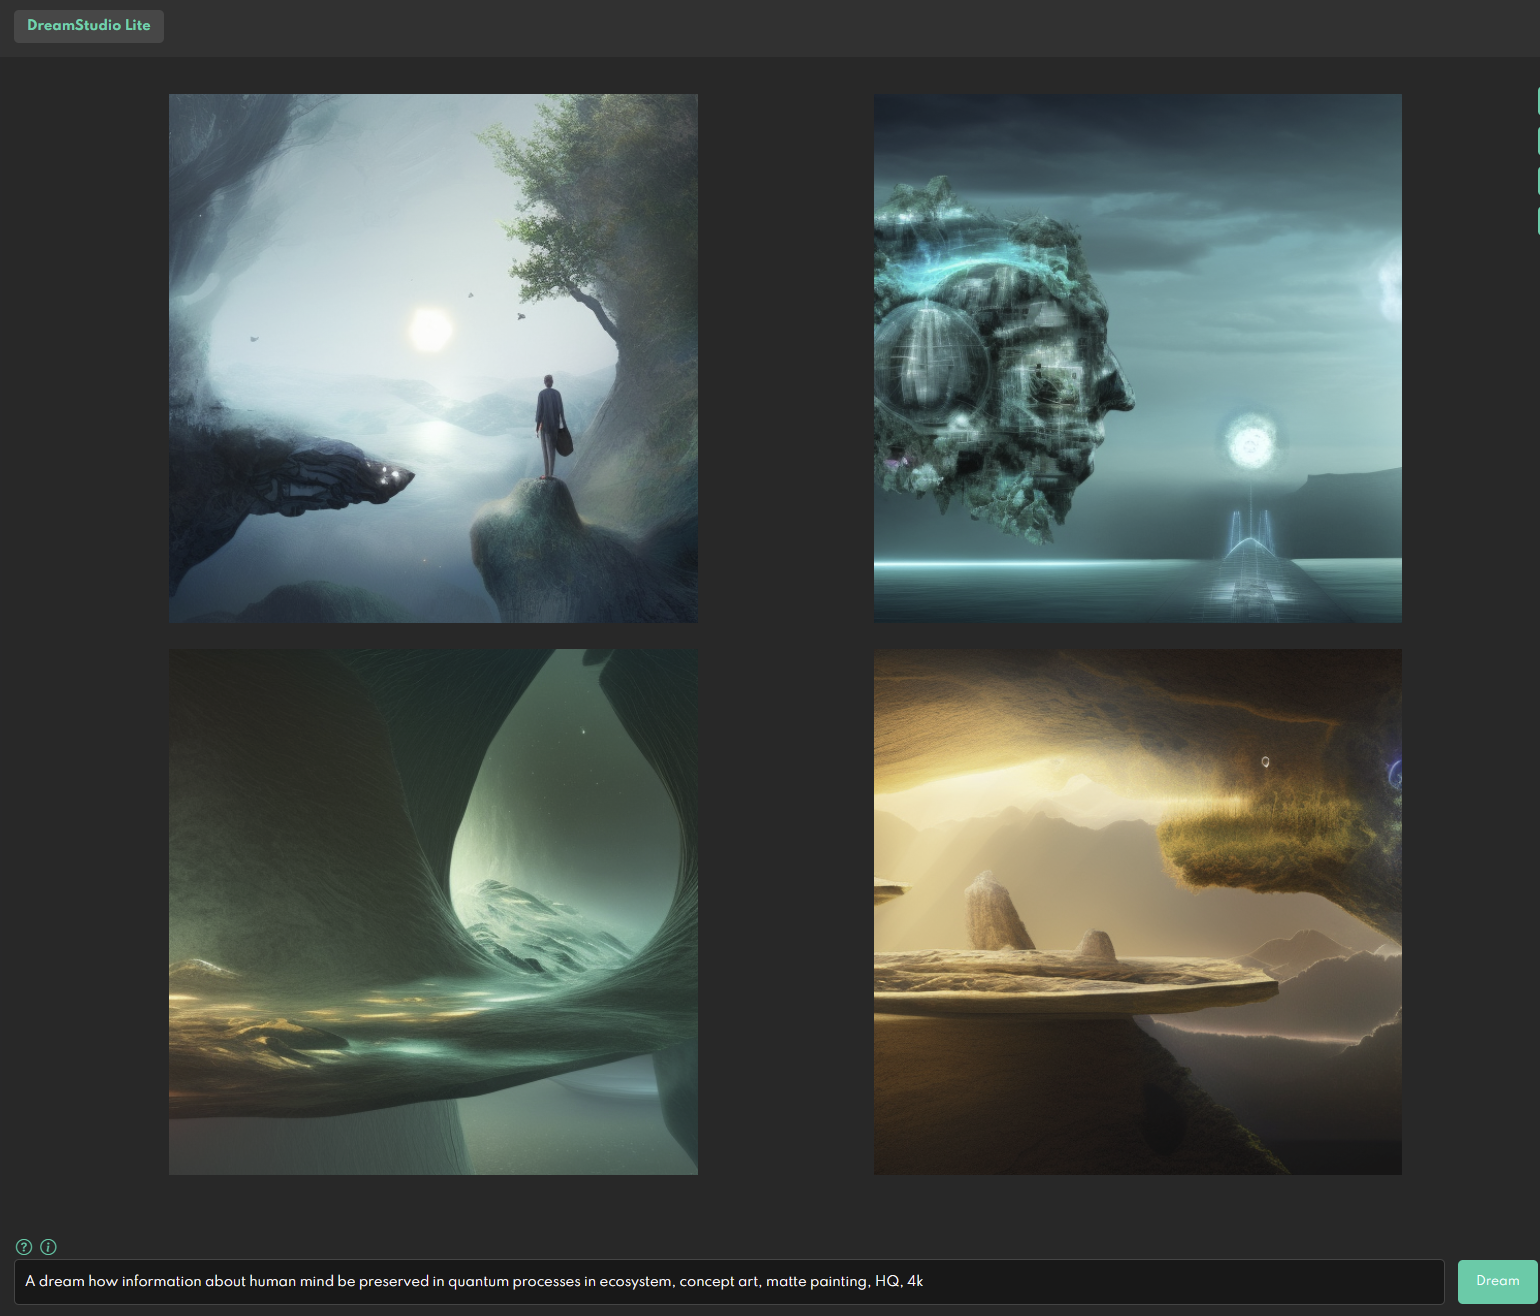 DreamStudio Lite
A dream how information about human mind be preserved in quantum processes in ecosystem, concept art, matte painting, HQ, 4k
Dream